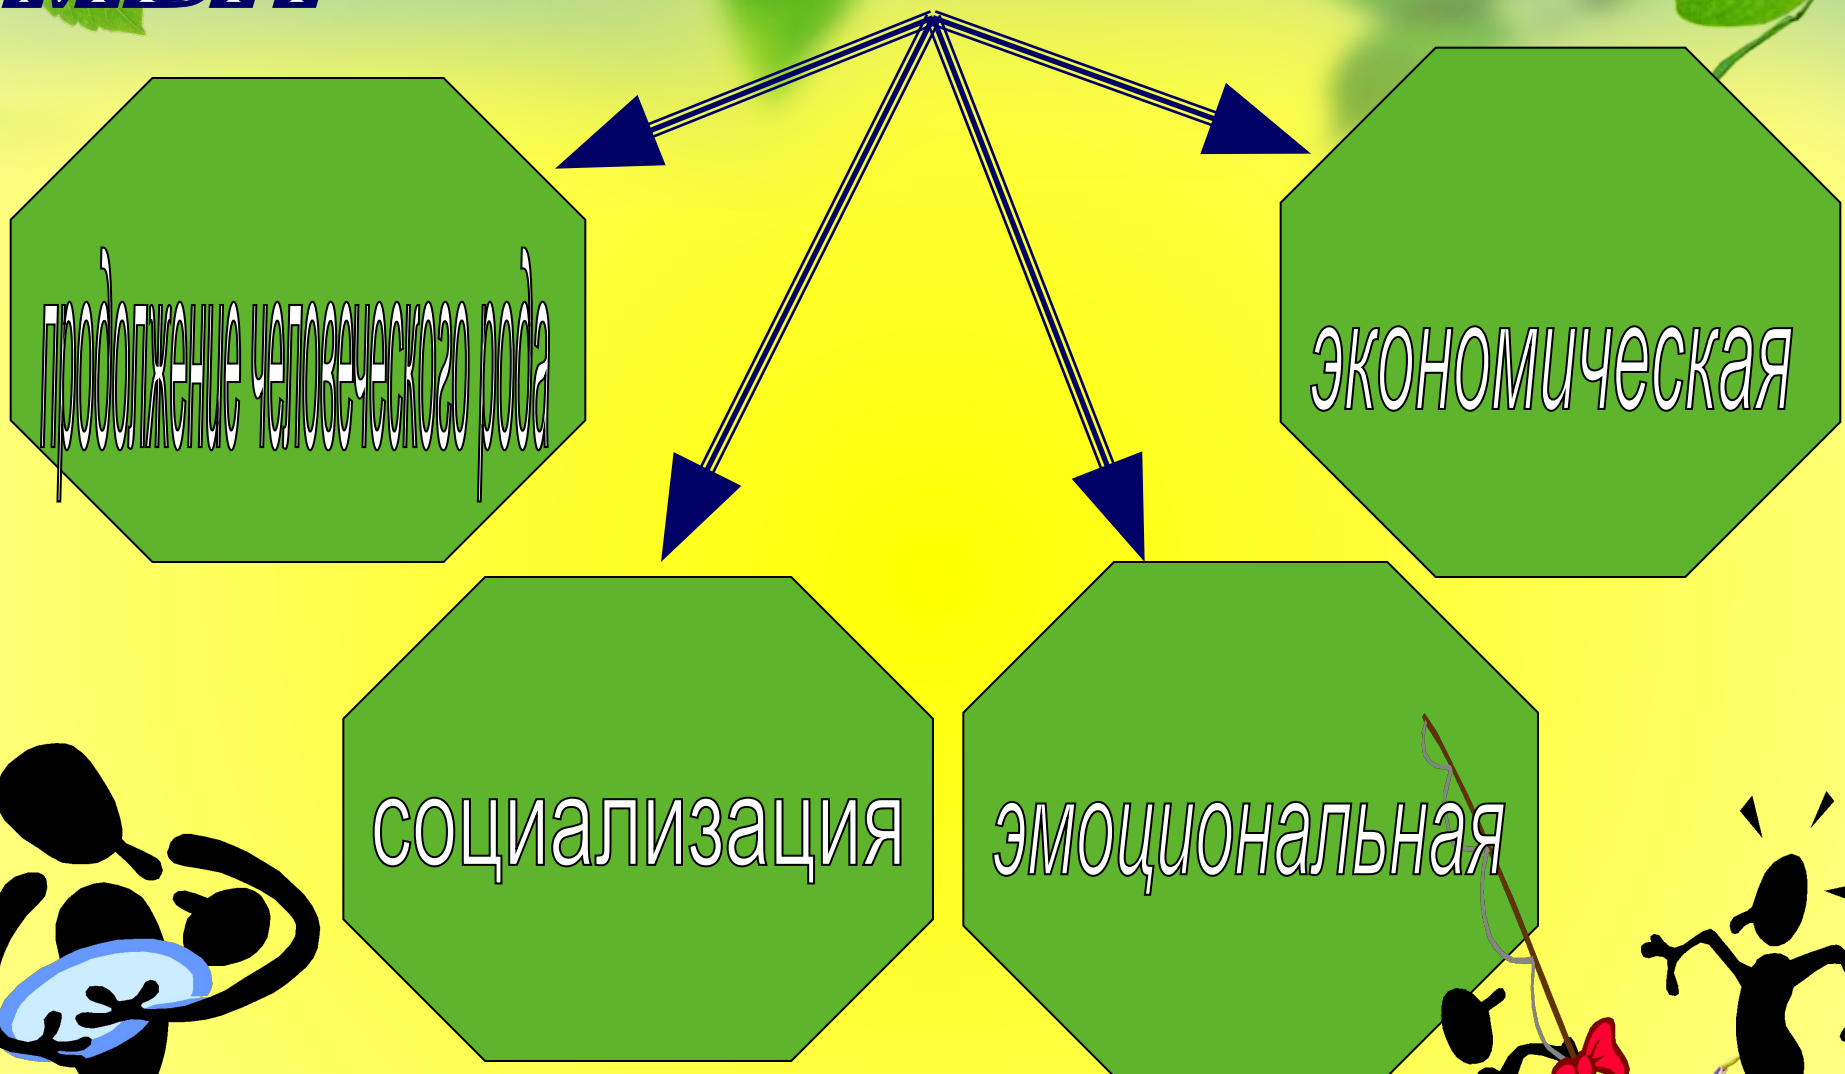 продолжение человеческого рода
экономическая
социализация
эмоциональная